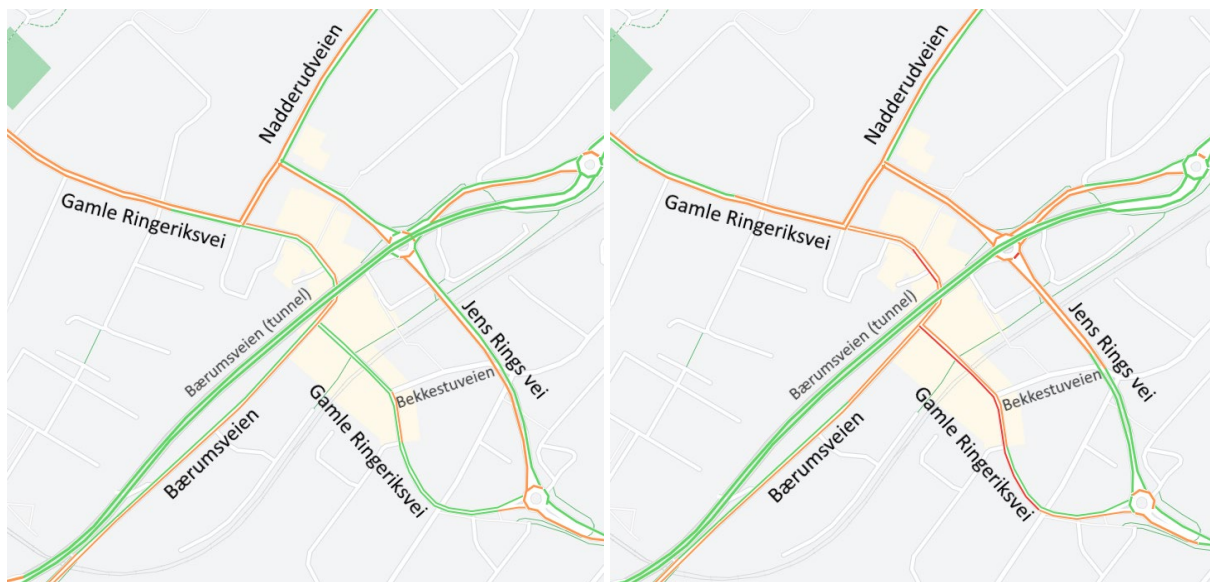 Nadderudveien
Gamle Ringeriksvei
Bærumsveien (tunnel)
Jens Rings vei
Bekkestuveien
Gamle Ringeriksvei
Bærumsveien
Nadderudveien
Gamle Ringeriksvei
Bærumsveien (tunnel)
Jens Rings vei
Bekkestuveien
Gamle Ringeriksvei
Bærumsveien